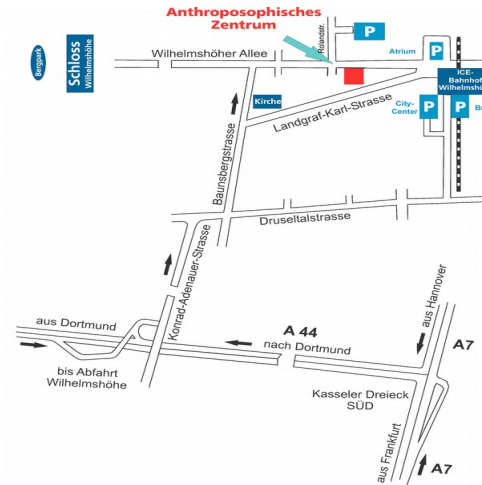 Anthroposophisches
Zentrum
Rolandstr.
P
Bergpark
Schloss
Wilhelmshöhe
Wilhelmshöher Allee
Atrium
P
ICE-
Bahnhof
Wilhelmshö
Kirche
Landgraf-Karl-Strasse
City-
Center
P
P
Ba
Baunsbergstrasse
Druseltalstrasse
Konrad-Adenauer-Strasse
aus Dortmund
A 44
nach Dortmund
aus Hannover
A7
bis Abfahrt
Wilhelmshöhe
Kasseler Dreieck
SÜD
aus Frankfurt
A7